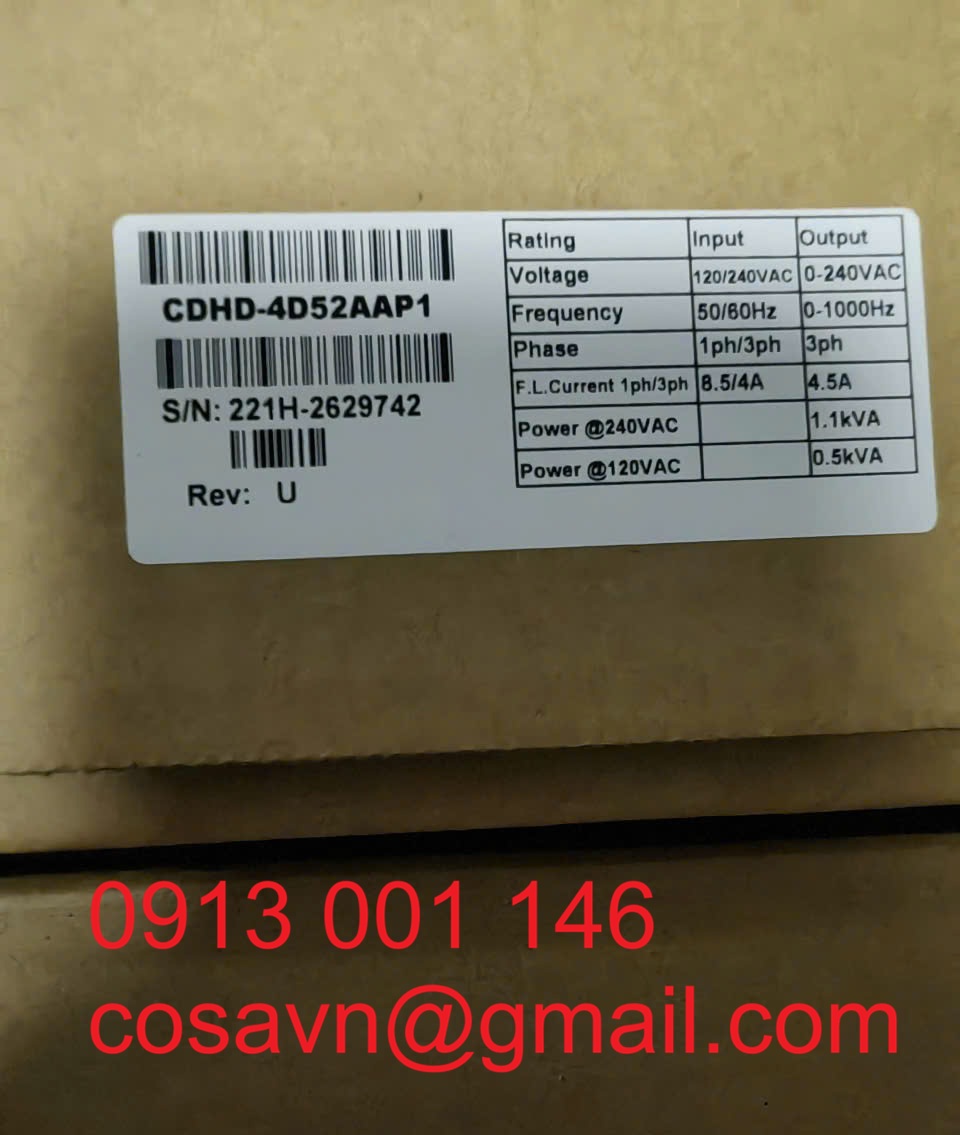 CDHD-4D52AAP1
S/N: 221H-2629742
Rev: U
Rating Input Output
Voltage 120/240VAC 0-240VAC
Frequency 50/60Hz 0-1000Hz
Phase 1ph/3ph 3ph
F.L.Current 1ph/3ph 8.5/4A 4.5A
Power @240VAC 1.1kVA
Power @120VAC 0.5kVA
0913 001 146
cosavn@gmail.com